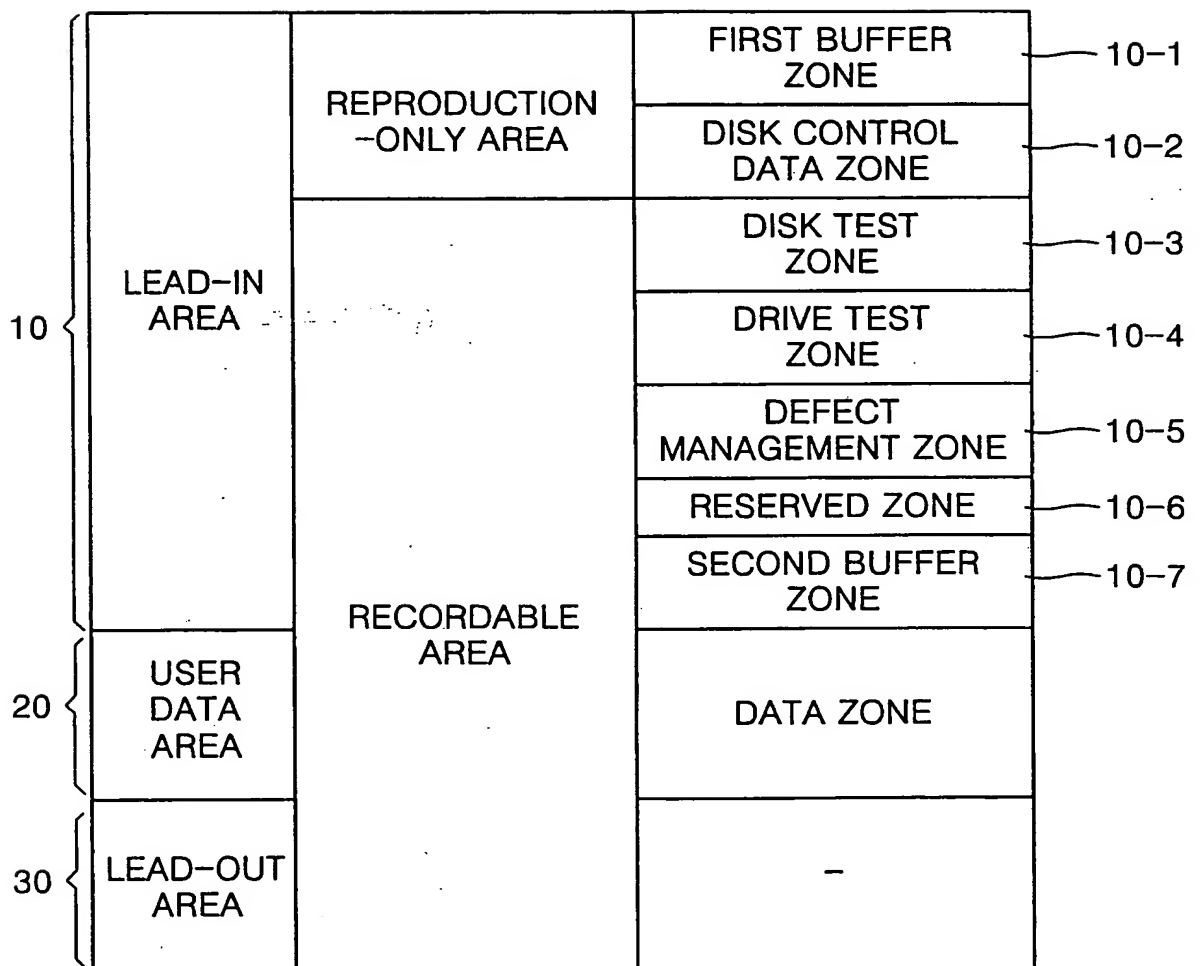 FIRST BUFFER
ZONE
10-1
REPRODUCTION
-ONLY AREA
DISK CONTROL
DATA ZONE
10-2
DISK TEST
ZONE
10-3
LEAD-IN
AREA
10
DRIVE TEST
ZONE
10-4
DEFECT
MANAGEMENT ZONE
10-5
RESERVED ZONE
10-6
SECOND BUFFER
ZONE
10-7
RECORDABLE
AREA
20
USER
DATA
AREA
DATA ZONE
30
LEAD-OUT
AREA
-